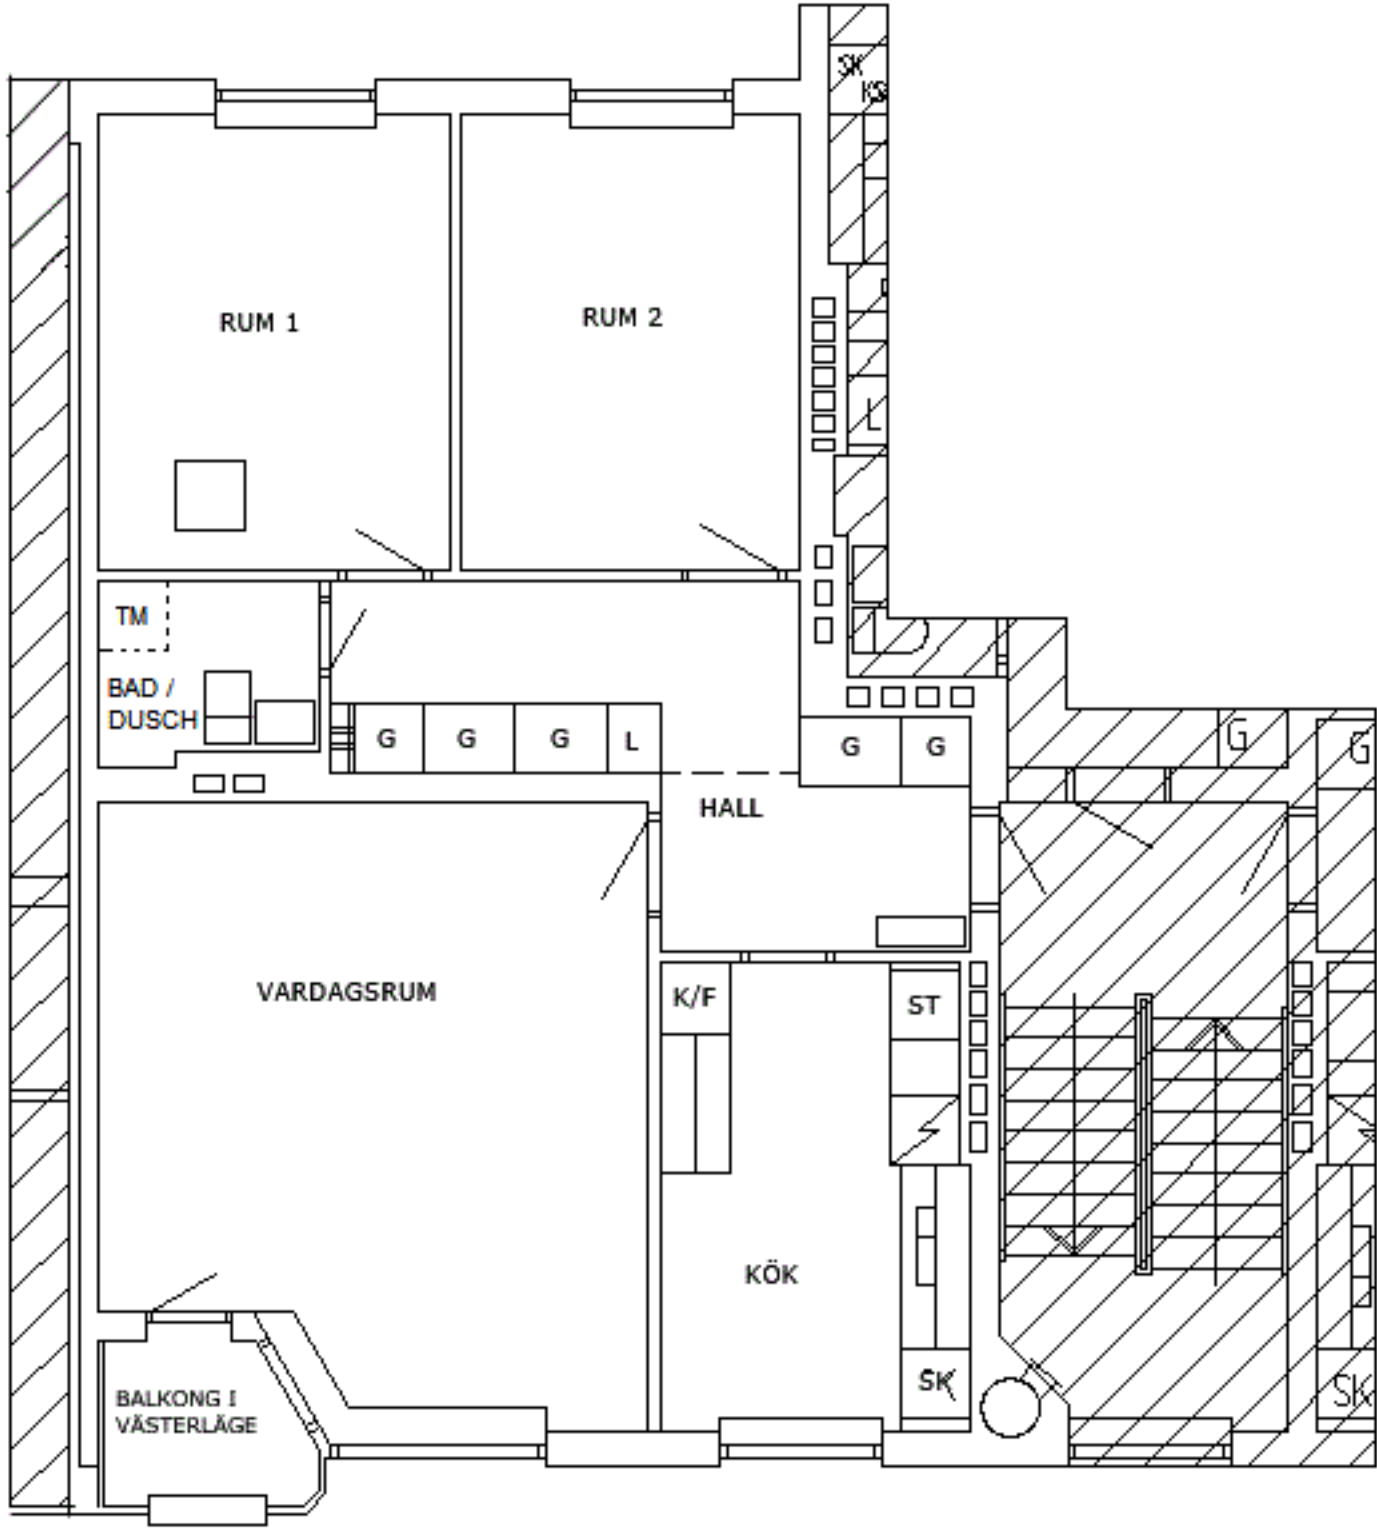 SK
KS
RUM 1
RUM 2
L
TM
BAD /
DUSCH
G
G
G
L
G
G
G
G
HALL
VARDAGSRUM
K/F
ST
KÖK
SK
SK
BALKONG I
VÄSTERLÄGE